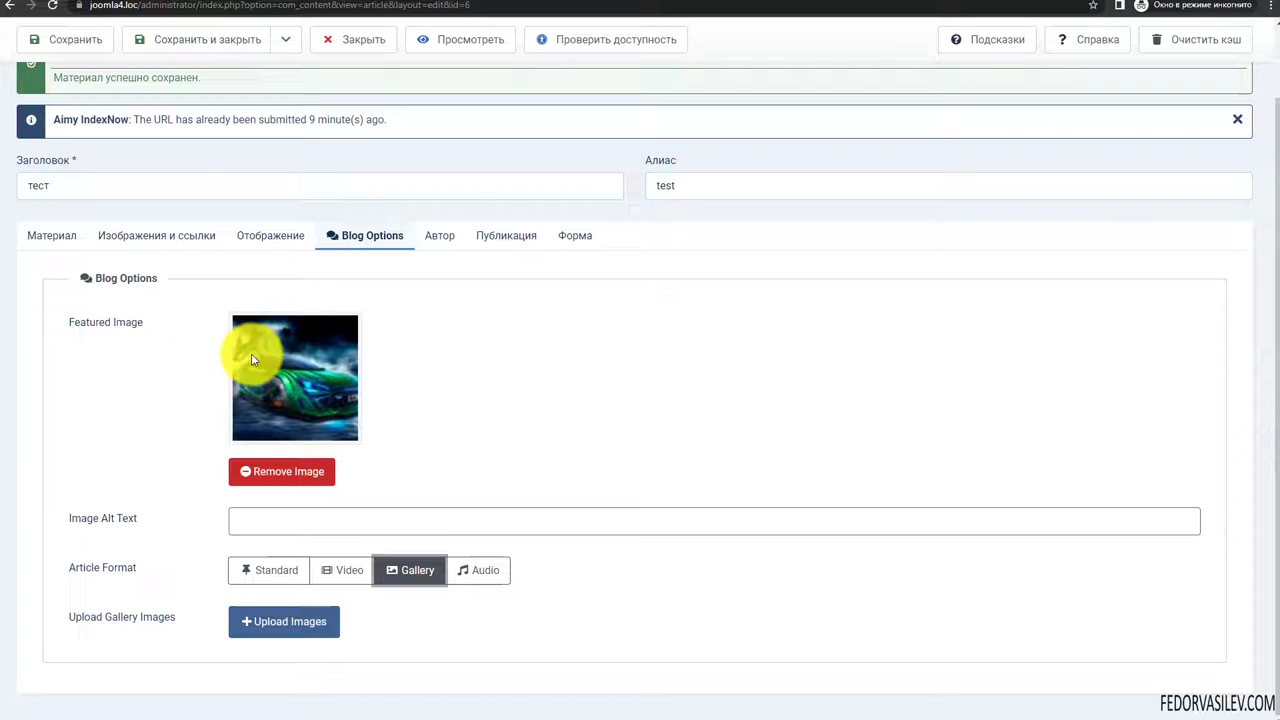 joomla4.loc/adminstrator/index.php?option=com_content&view=article&layout=edit&id=6
Окно в режиме инкогнито
Сохранить
Сохранить и закрыть
Закрыть
Просмотреть
Проверить доступность
Подсказки
Справка
Очистить кэш
Материал успешно сохранен.
Aimy IndexNow: The URL has already been submitted 9 minute(s) ago.
Заголовок *
Алиас
тест
test
Материал
Изображения и ссылки
Отображение
Blog Options
Автор
Публикация
Форма
Blog Options
Featured Image
Remove Image
Image Alt Text
Article Format
Standard
Video
Gallery
Audio
Upload Gallery Images
Upload Images
FEDORVASILEV.COM